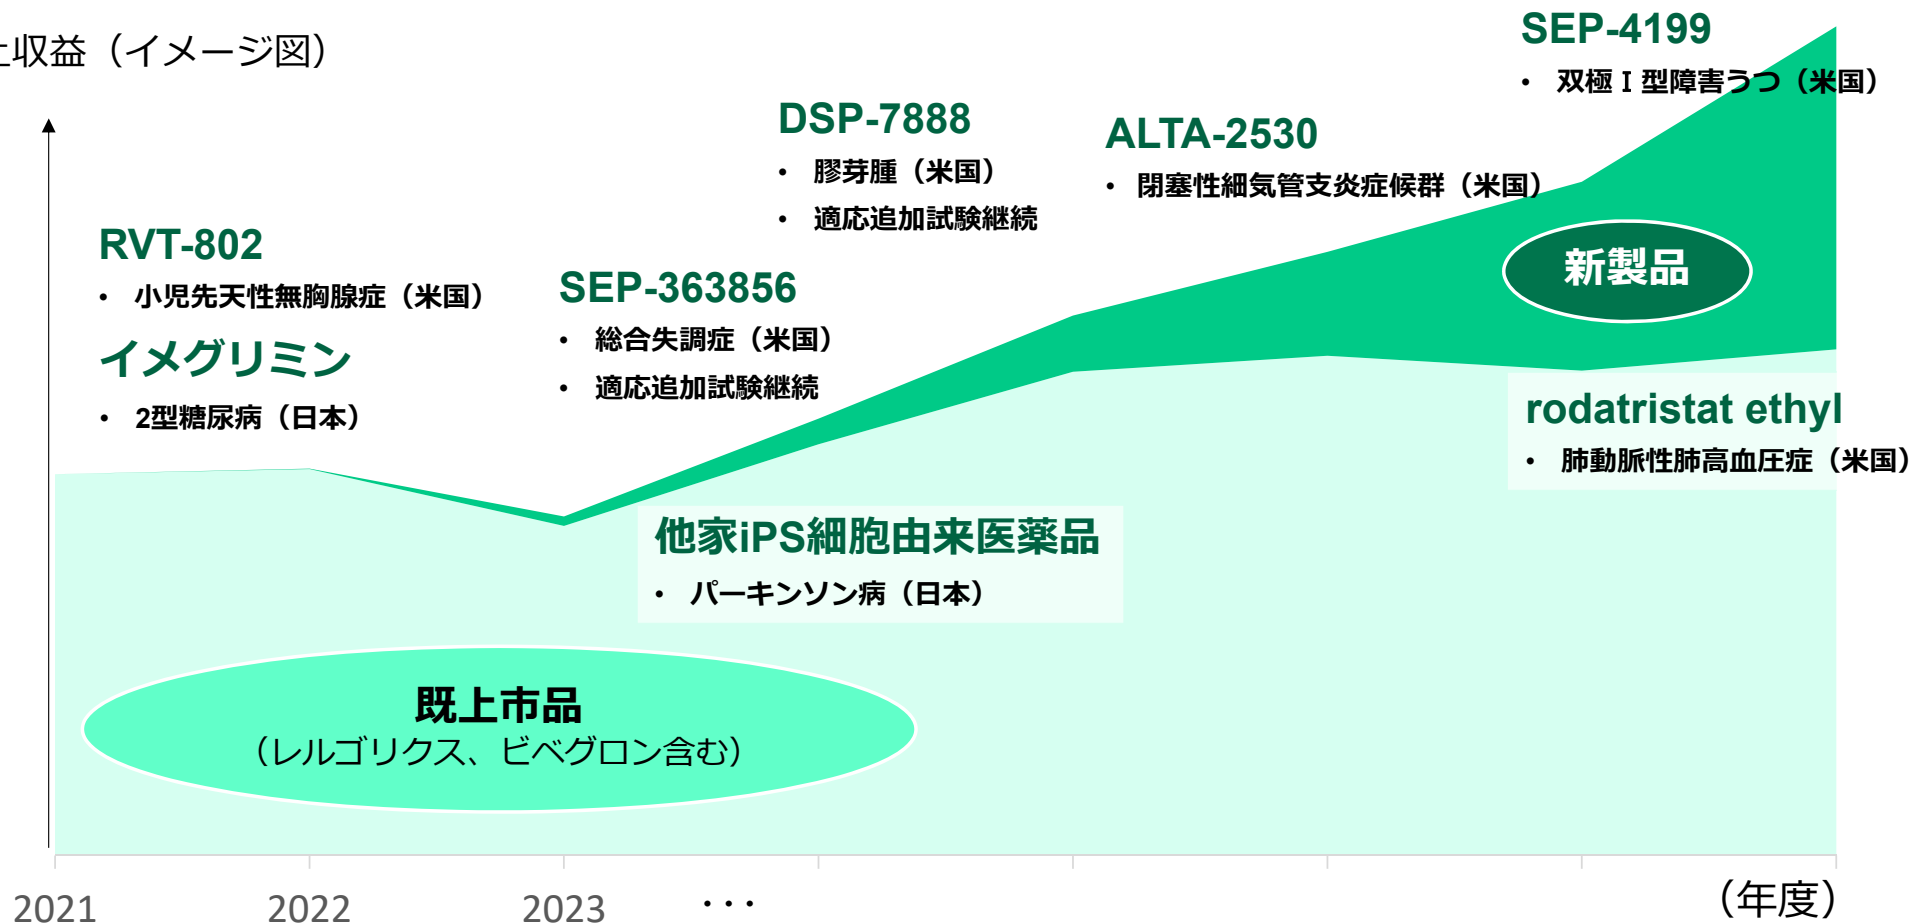 上収益（イメージ図）
RVT-802
• 小児先天性無胸腺症（米国）
イメグリミン
• 2型糖尿病（日本）
SEP-363856
• 総合失調症（米国）
• 適応追加試験継続
DSP-7888
• 膠芽腫（米国）
• 適応追加試験継続
ALTA-2530
• 閉塞性細気管支炎症候群（米国）
SEP-4199
• 双極Ⅰ型障害うつ（米国）
新製品
rodatristat ethyl
• 肺動脈性肺高血圧症（米国）
他家iPS細胞由来医薬品
• パーキンソン病（日本）
既上市品
（レルゴリクス、ビベグロン含む）
2021 2022 2023 ･･･ （年度）